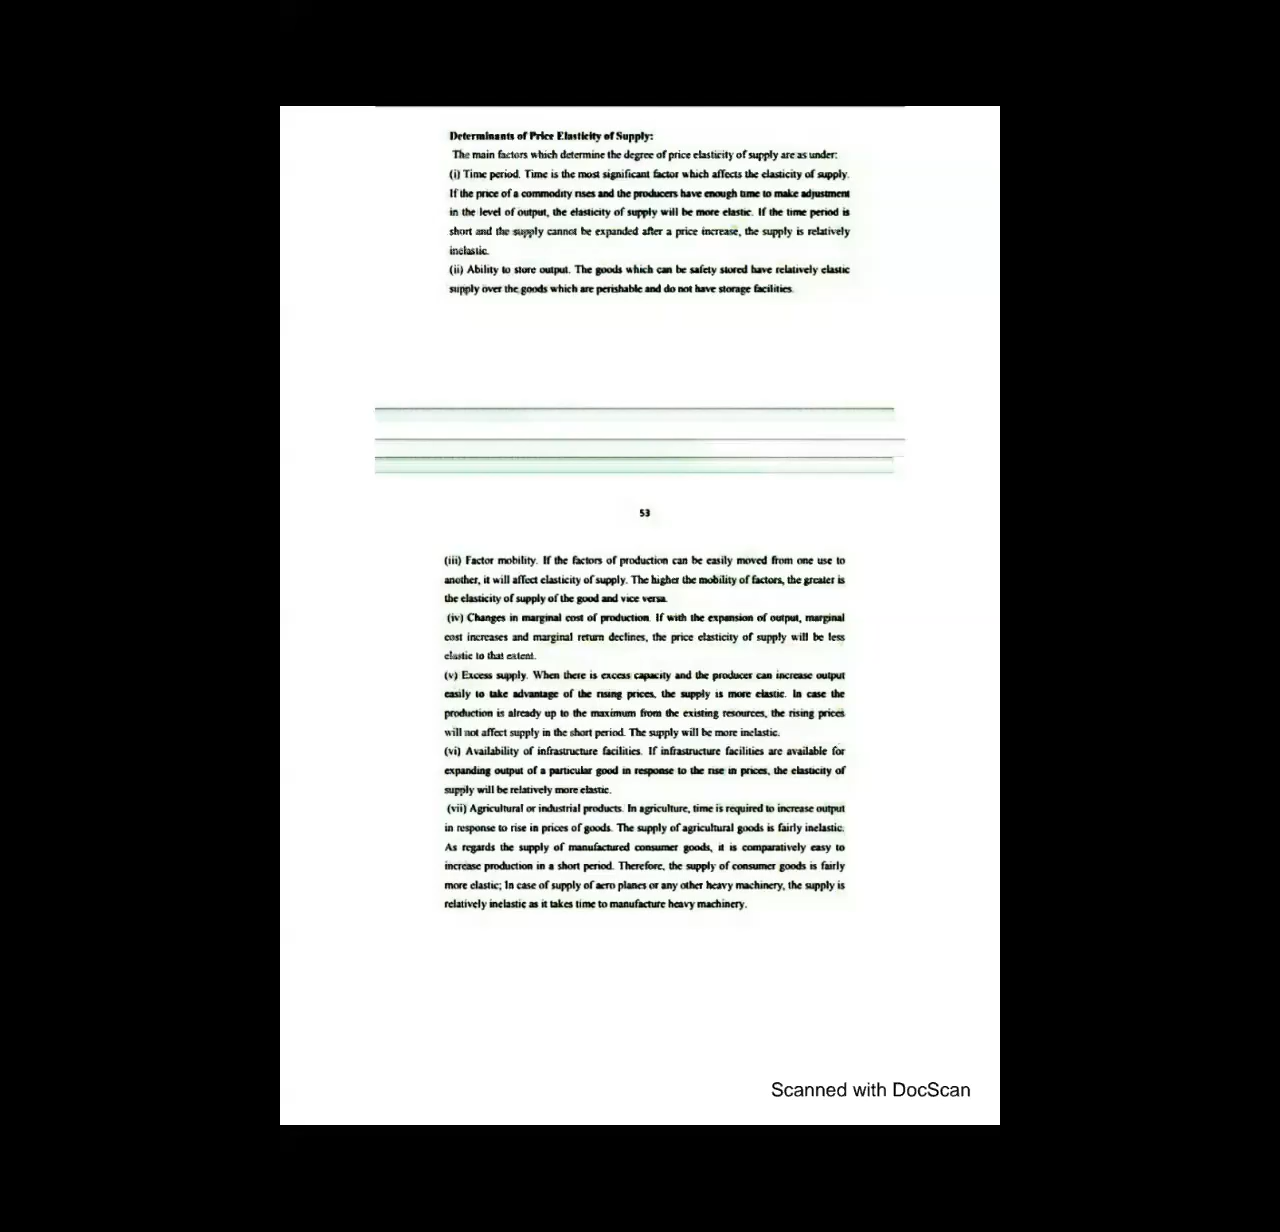 Determinants of Price Elasticity of Supply:
The main factors which determine the degree of price elasticity of supply are as under:
(i) Time period. Time is the most significant factor which affects the elasticity of supply.
If the price of a commodity rises and the producers have enough time to make adjustment
in the level of output, the elasticity of supply will be more elastic. If the time period is
short and the supply cannot be expanded after a price increase, the supply is relatively
inelastic.
(ii) Ability to store output. The goods which can be safety stored have relatively elastic
supply over the goods which are perishable and do not have storage facilities.
53
(iii) Factor mobility. If the factors of production can be easily moved from one use to
another, it will affect elasticity of supply. The higher the mobility of factors, the greater is
the elasticity of supply of the good and vice versa.
(iv) Changes in marginal cost of production. If with the expansion of output, marginal
cost increases and marginal return declines, the price elasticity of supply will be less
elastic to that extent.
(v) Excess supply. When there is excess capacity and the producer can increase output
easily to take advantage of the rising prices, the supply is more elastic. In case the
production is already up to the maximum from the existing resources, the rising prices
will not affect supply in the short period. The supply will be more inelastic.
(vi) Availability of infrastructure facilities. If infrastructure facilities are available for
expanding output of a particular good in response to the rise in prices, the elasticity of
supply will be relatively more elastic.
(vii) Agricultural or industrial products. In agriculture, time is required to increase output
in response to rise in prices of goods. The supply of agricultural goods is fairly inelastic.
As regards the supply of manufactured consumer goods, it is comparatively easy to
increase production in a short period. Therefore, the supply of consumer goods is fairly
more elastic; In case of supply of aero planes or any other heavy machinery, the supply is
relatively inelastic as it takes time to manufacture heavy machinery.
Scanned with DocScan